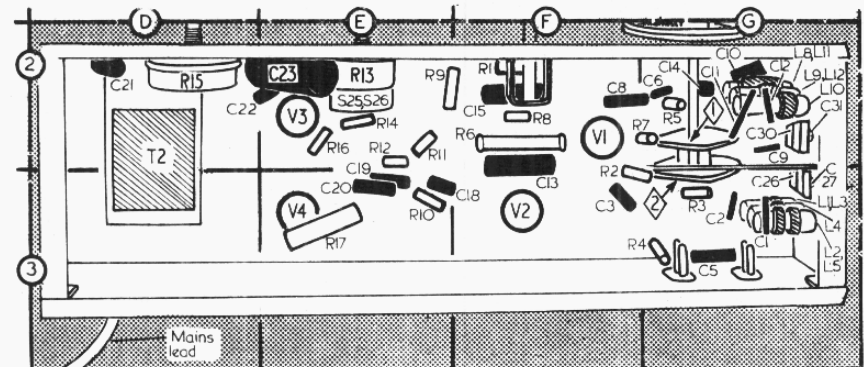 D E F G
2
C21
R15
C23
R13
R9
R1
C15
C8
C6
C14
C11
C10
C12
L8,L11
L9,L12
L10
C31
C22
S25,S26
V3
R14
R16
R12
R11
R8
R6
V1
R5
R7
1
C30
C9
T2
C19
C20
C18
R10
C13
R2
C3
2
R3
C2
C26
C
27
L1,L3
L4
V4
R17
V2
R4
C5
C1
L2,
L5
3
Mains
lead